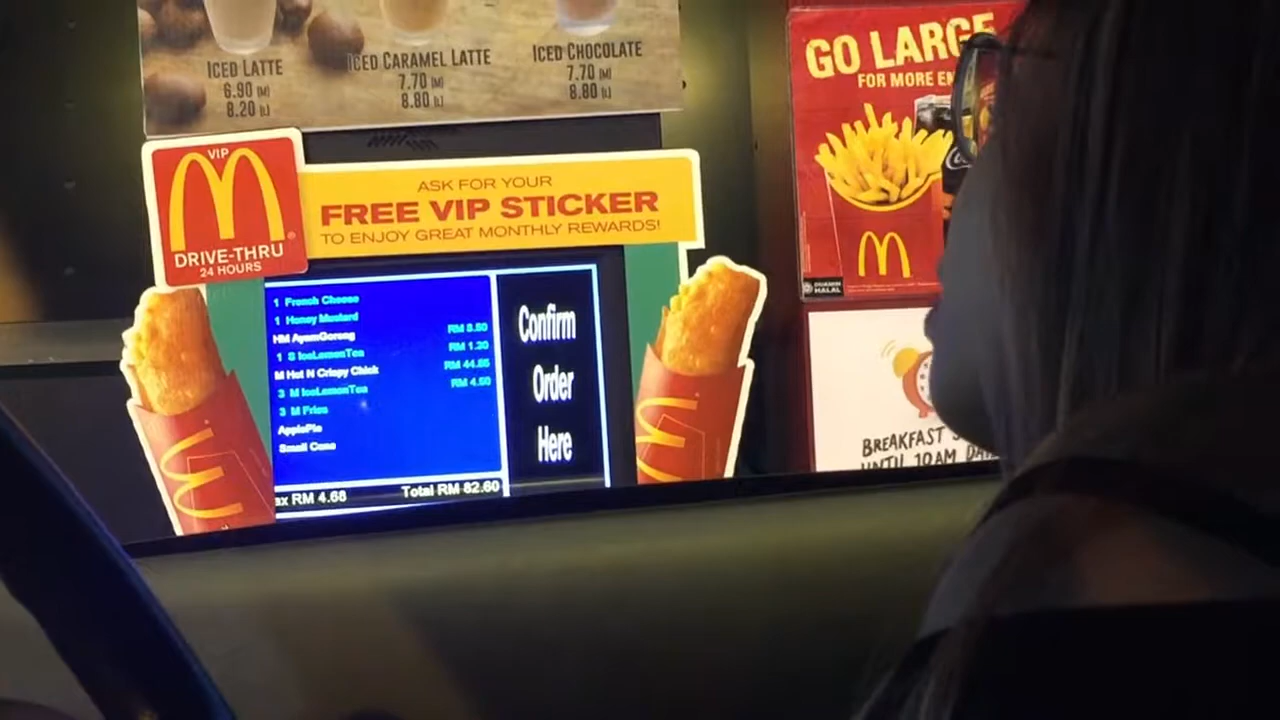 ICED LATTE
6.90 (M)
8.20 (L)
ICED CARAMEL LATTE
7.70 (M)
8.80 (L)
ICED CHOCOLATE
7.70 (M)
8.80 (L)
GO LARGE
FOR MORE
VIP
DRIVE-THRU
24 HOURS
ASK FOR YOUR
FREE VIP STICKER
TO ENJOY GREAT MONTHLY REWARDS!
1 French Cheese
1 Honey Mustard
HM AyamGoreng RM 8.50
1 S IceLemonTea RM 1.20
M Hot N Crispy Chick RM 44.85
3 M IceLemonTea RM 4.50
3 M Fries
ApplePie
Small Cone
ax RM 4.68 Total RM 82.60
Confirm
Order
Here
HALAL
BREAKFAST
UNTIL 10AM